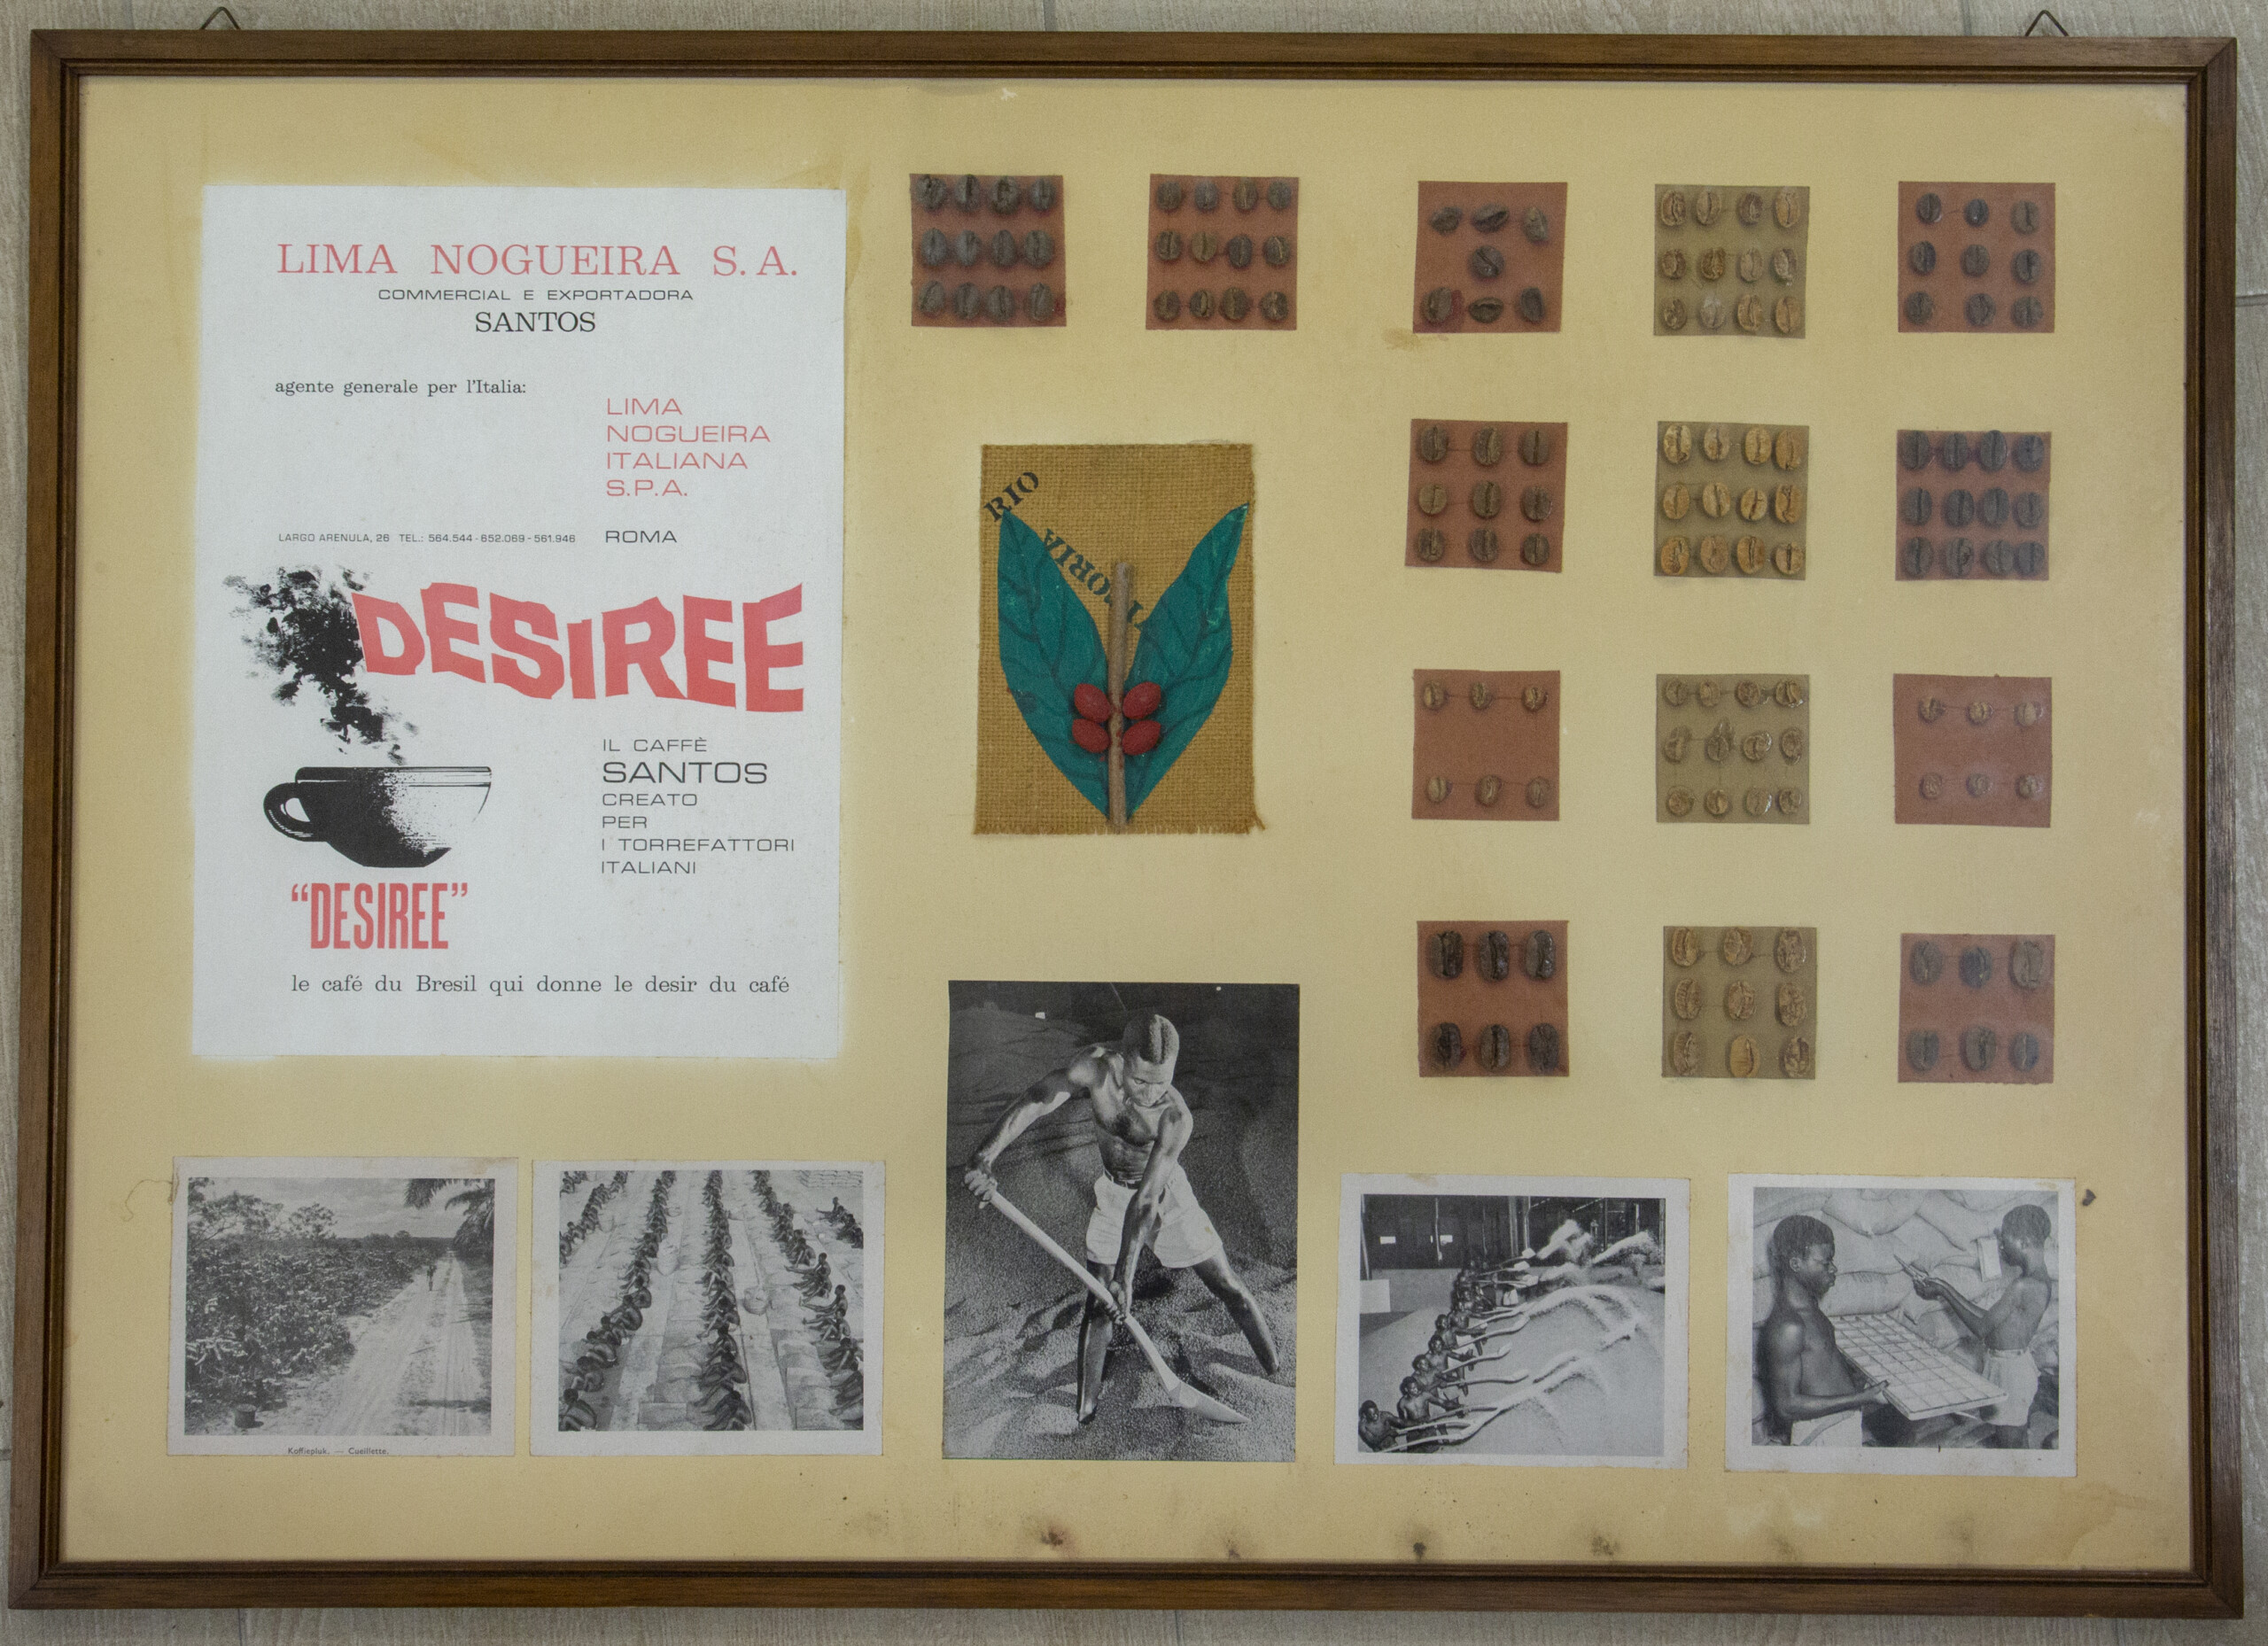 LIMA NOGUEIRA S.A.
COMMERCIAL E EXPORTADORA
SANTOS
agente generale per l'Italia:
LIMA
NOGUEIRA
ITALIANA
S.P.A.
LARGO ARENULA, 26 TEL.: 564.544 - 652.069 - 561.946 ROMA
DESIREE
IL CAFFÈ
SANTOS
CREATO
PER
I TORREFATTORI
ITALIANI
“DESIREE”
le café du Bresil qui donne le desir du café
RIO
Koffiepluk. — Cueillette.